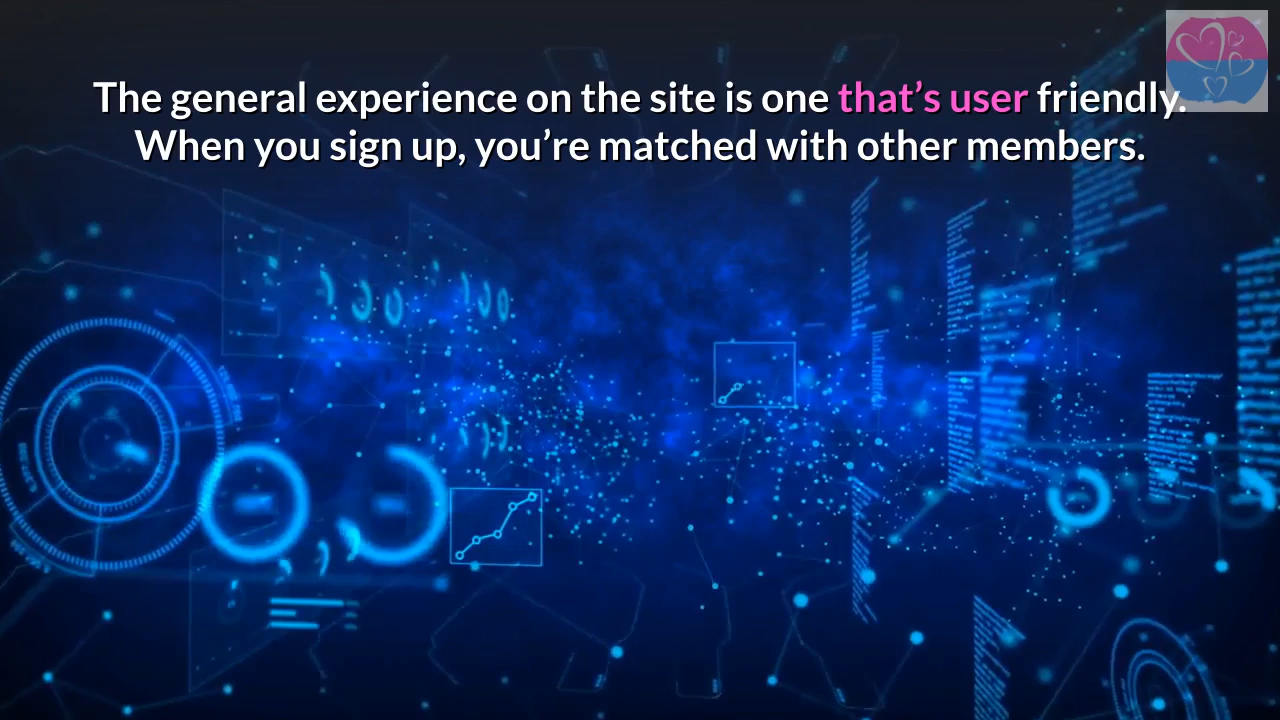 The general experience on the site is one that’s user friendly.
When you sign up, you’re matched with other members.